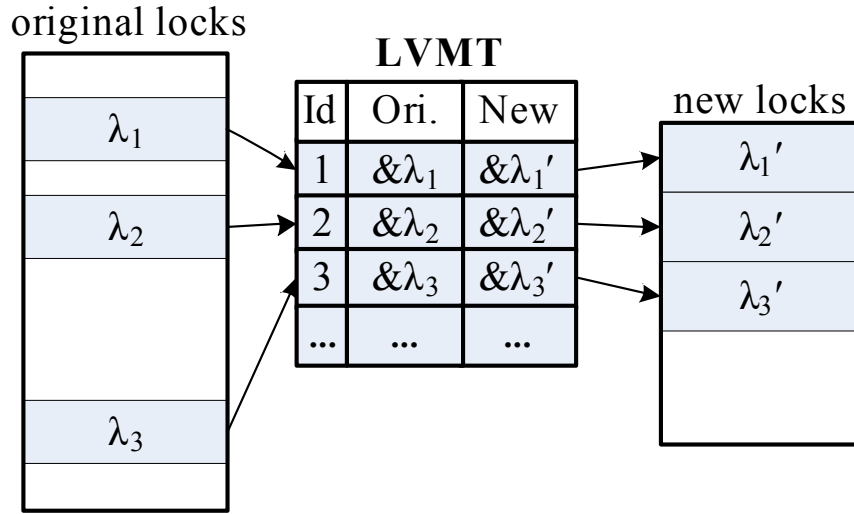 original locks
λ1
λ2
λ3
LVMT
Id Ori. New
1 &λ1 &λ1′
2 &λ2 &λ2′
3 &λ3 &λ3′
... ... ...
new locks
λ1′
λ2′
λ3′